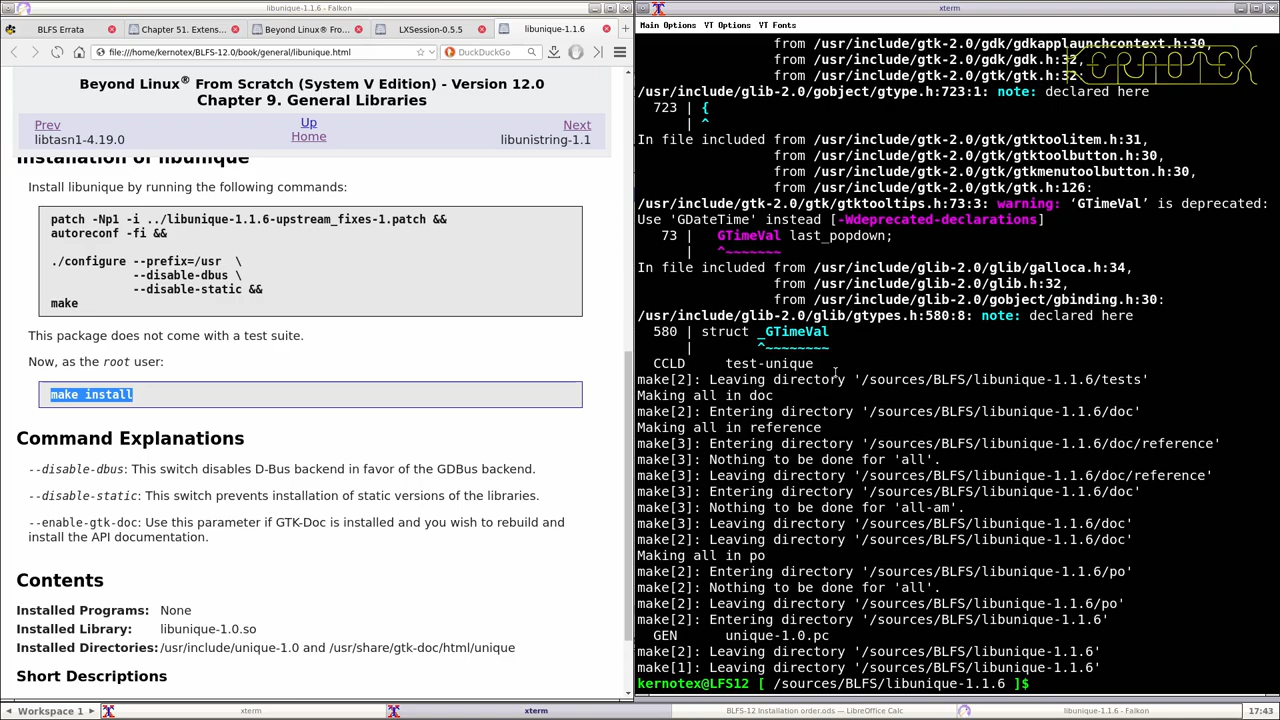 libunique-1.1.6 - Falkon
BLFS Errata
Chapter 51. Extens...
Beyond Linux® From...
LXSession-0.5.5
libunique-1.1.6
file:///home/kernotex/BLFS-12.0/book/general/libunique.html
DuckDuckGo
Beyond Linux® From Scratch (System V Edition) - Version 12.0
Chapter 9. General Libraries
Prev
Up
Next
libtasn1-4.19.0
Home
libunistring-1.1
Installation of libunique
Install libunique by running the following commands:
patch -Np1 -i ../libunique-1.1.6-upstream_fixes-1.patch &&
autoreconf -fi &&
./configure --prefix=/usr \
--disable-dbus \
--disable-static &&
make
This package does not come with a test suite.
Now, as the root user:
make install
Command Explanations
--disable-dbus: This switch disables D-Bus backend in favor of the GDBus backend.
--disable-static: This switch prevents installation of static versions of the libraries.
--enable-gtk-doc: Use this parameter if GTK-Doc is installed and you wish to rebuild and
install the API documentation.
Contents
Installed Programs: None
Installed Library: libunique-1.0.so
Installed Directories: /usr/include/unique-1.0 and /usr/share/gtk-doc/html/unique
Short Descriptions
xterm
Main Options VT Options VT Fonts
KERNOTEX
from /usr/include/gtk-2.0/gdk/gdkapplaunchcontext.h:30,
from /usr/include/gtk-2.0/gdk/gdk.h:32,
from /usr/include/gtk-2.0/gtk/gtk.h:32:
/usr/include/glib-2.0/gobject/gtype.h:723:1: note: declared here
723 | {
| ^
In file included from /usr/include/gtk-2.0/gtk/gtktoolitem.h:31,
from /usr/include/gtk-2.0/gtk/gtktoolbutton.h:30,
from /usr/include/gtk-2.0/gtk/gtkmenutoolbutton.h:30,
from /usr/include/gtk-2.0/gtk/gtk.h:126:
/usr/include/gtk-2.0/gtk/gtktooltips.h:73:3: warning: ‘GTimeVal’ is deprecated:
Use 'GDateTime' instead [-Wdeprecated-declarations]
73 | GTimeVal last_popdown;
| ^~~~~~~~
In file included from /usr/include/glib-2.0/glib/galloca.h:34,
from /usr/include/glib-2.0/glib.h:32,
from /usr/include/glib-2.0/gobject/gbinding.h:30:
/usr/include/glib-2.0/glib/gtypes.h:580:8: note: declared here
580 | struct _GTimeVal
| ^~~~~~~~~
CCLD test-unique
make[2]: Leaving directory '/sources/BLFS/libunique-1.1.6/tests'
Making all in doc
make[2]: Entering directory '/sources/BLFS/libunique-1.1.6/doc'
Making all in reference
make[3]: Entering directory '/sources/BLFS/libunique-1.1.6/doc/reference'
make[3]: Nothing to be done for 'all'.
make[3]: Leaving directory '/sources/BLFS/libunique-1.1.6/doc/reference'
make[3]: Entering directory '/sources/BLFS/libunique-1.1.6/doc'
make[3]: Nothing to be done for 'all-am'.
make[3]: Leaving directory '/sources/BLFS/libunique-1.1.6/doc'
make[2]: Leaving directory '/sources/BLFS/libunique-1.1.6/doc'
Making all in po
make[2]: Entering directory '/sources/BLFS/libunique-1.1.6/po'
make[2]: Nothing to be done for 'all'.
make[2]: Leaving directory '/sources/BLFS/libunique-1.1.6/po'
make[2]: Entering directory '/sources/BLFS/libunique-1.1.6'
GEN unique-1.0.pc
make[2]: Leaving directory '/sources/BLFS/libunique-1.1.6'
make[1]: Leaving directory '/sources/BLFS/libunique-1.1.6'
kernotex@LFS12 [ /sources/BLFS/libunique-1.1.6 ]$
Workspace 1
xterm
xterm
BLFS-12 Installation order.ods — LibreOffice Calc
libunique-1.1.6 - Falkon
17:43